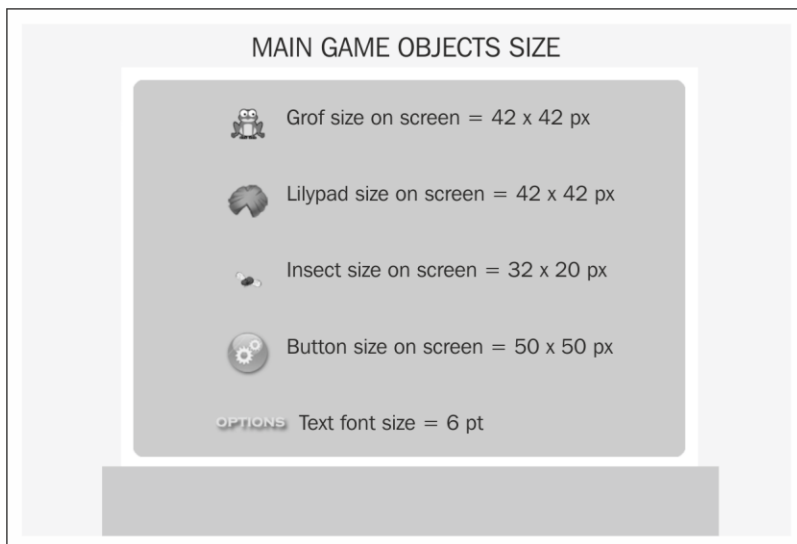 MAIN GAME OBJECTS SIZE
Grof size on screen = 42 x 42 px
Lilypad size on screen = 42 x 42 px
Insect size on screen = 32 x 20 px
Button size on screen = 50 x 50 px
OPTIONS Text font size = 6 pt